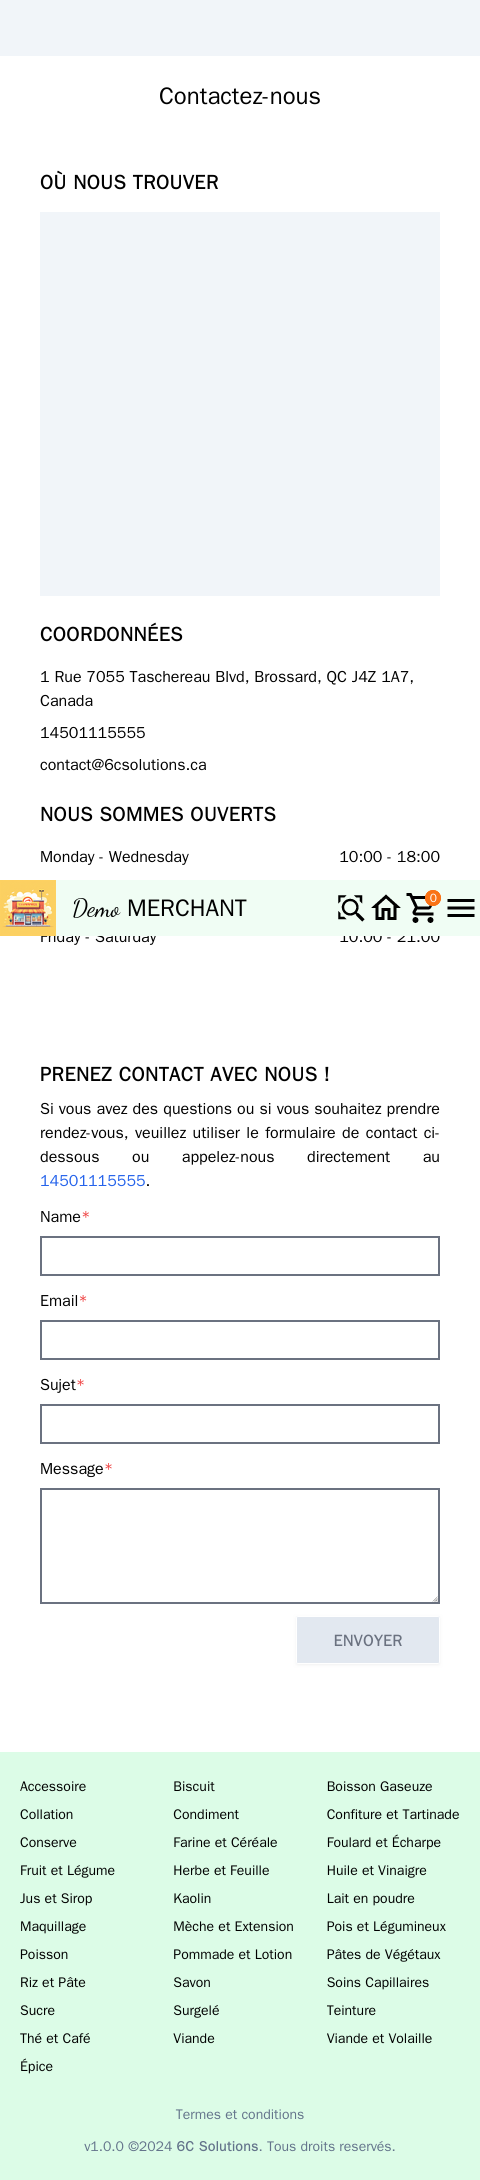 Contactez-nous
OÙ NOUS TROUVER
COORDONNÉES
1 Rue 7055 Taschereau Blvd, Brossard, QC J4Z 1A7,
Canada
14501115555
contact@6csolutions.ca
NOUS SOMMES OUVERTS
Monday - Wednesday 10:00 - 18:00
Demo MERCHANT 0
Friday - Saturday 10:00 - 21:00
PRENEZ CONTACT AVEC NOUS !
Si vous avez des questions ou si vous souhaitez prendre
rendez-vous, veuillez utiliser le formulaire de contact ci-
dessous ou appelez-nous directement au
14501115555.
Name*
Email*
Sujet*
Message*
ENVOYER
Accessoire Biscuit Boisson Gaseuze
Collation Condiment Confiture et Tartinade
Conserve Farine et Céréale Foulard et Écharpe
Fruit et Légume Herbe et Feuille Huile et Vinaigre
Jus et Sirop Kaolin Lait en poudre
Maquillage Mèche et Extension Pois et Légumineux
Poisson Pommade et Lotion Pâtes de Végétaux
Riz et Pâte Savon Soins Capillaires
Sucre Surgelé Teinture
Thé et Café Viande Viande et Volaille
Épice
Termes et conditions
v1.0.0 ©2024 6C Solutions. Tous droits reservés.